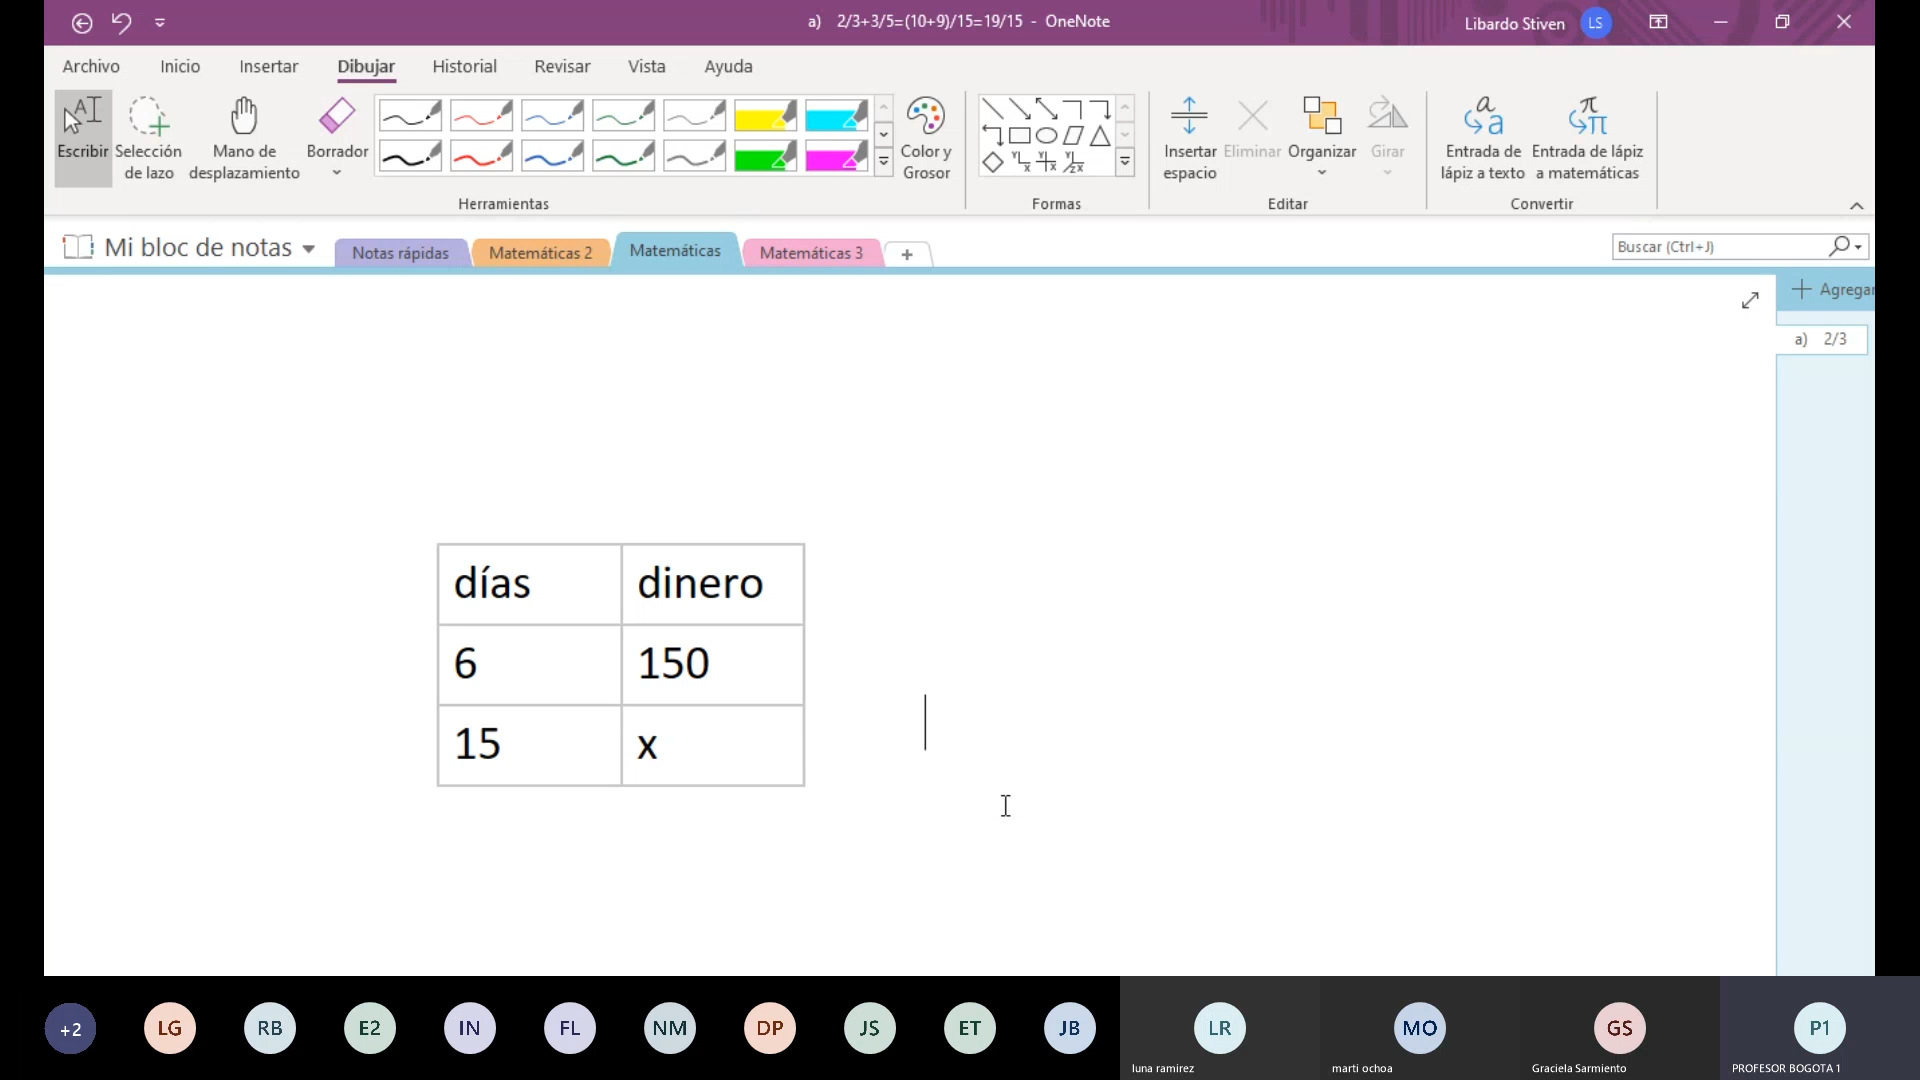 a) 2/3+3/5=(10+9)/15=19/15 - OneNote
Libardo Stiven LS
Archivo Inicio Insertar Dibujar Historial Revisar Vista Ayuda
Escribir
Selección de lazo
Mano de desplazamiento
Borrador
Color y Grosor
Insertar espacio
Eliminar
Organizar
Girar
Entrada de lápiz a texto
Entrada de lápiz a matemáticas
Herramientas Formas Editar Convertir
Mi bloc de notas
Notas rápidas Matemáticas 2 Matemáticas Matemáticas 3
Buscar (Ctrl+J)
Agregar
a) 2/3
días dinero
6 150
15 x
+2 LG RB E2 IN FL NM DP JS ET JB LR MO GS P1
luna ramirez marti ochoa Graciela Sarmiento PROFESOR BOGOTA 1